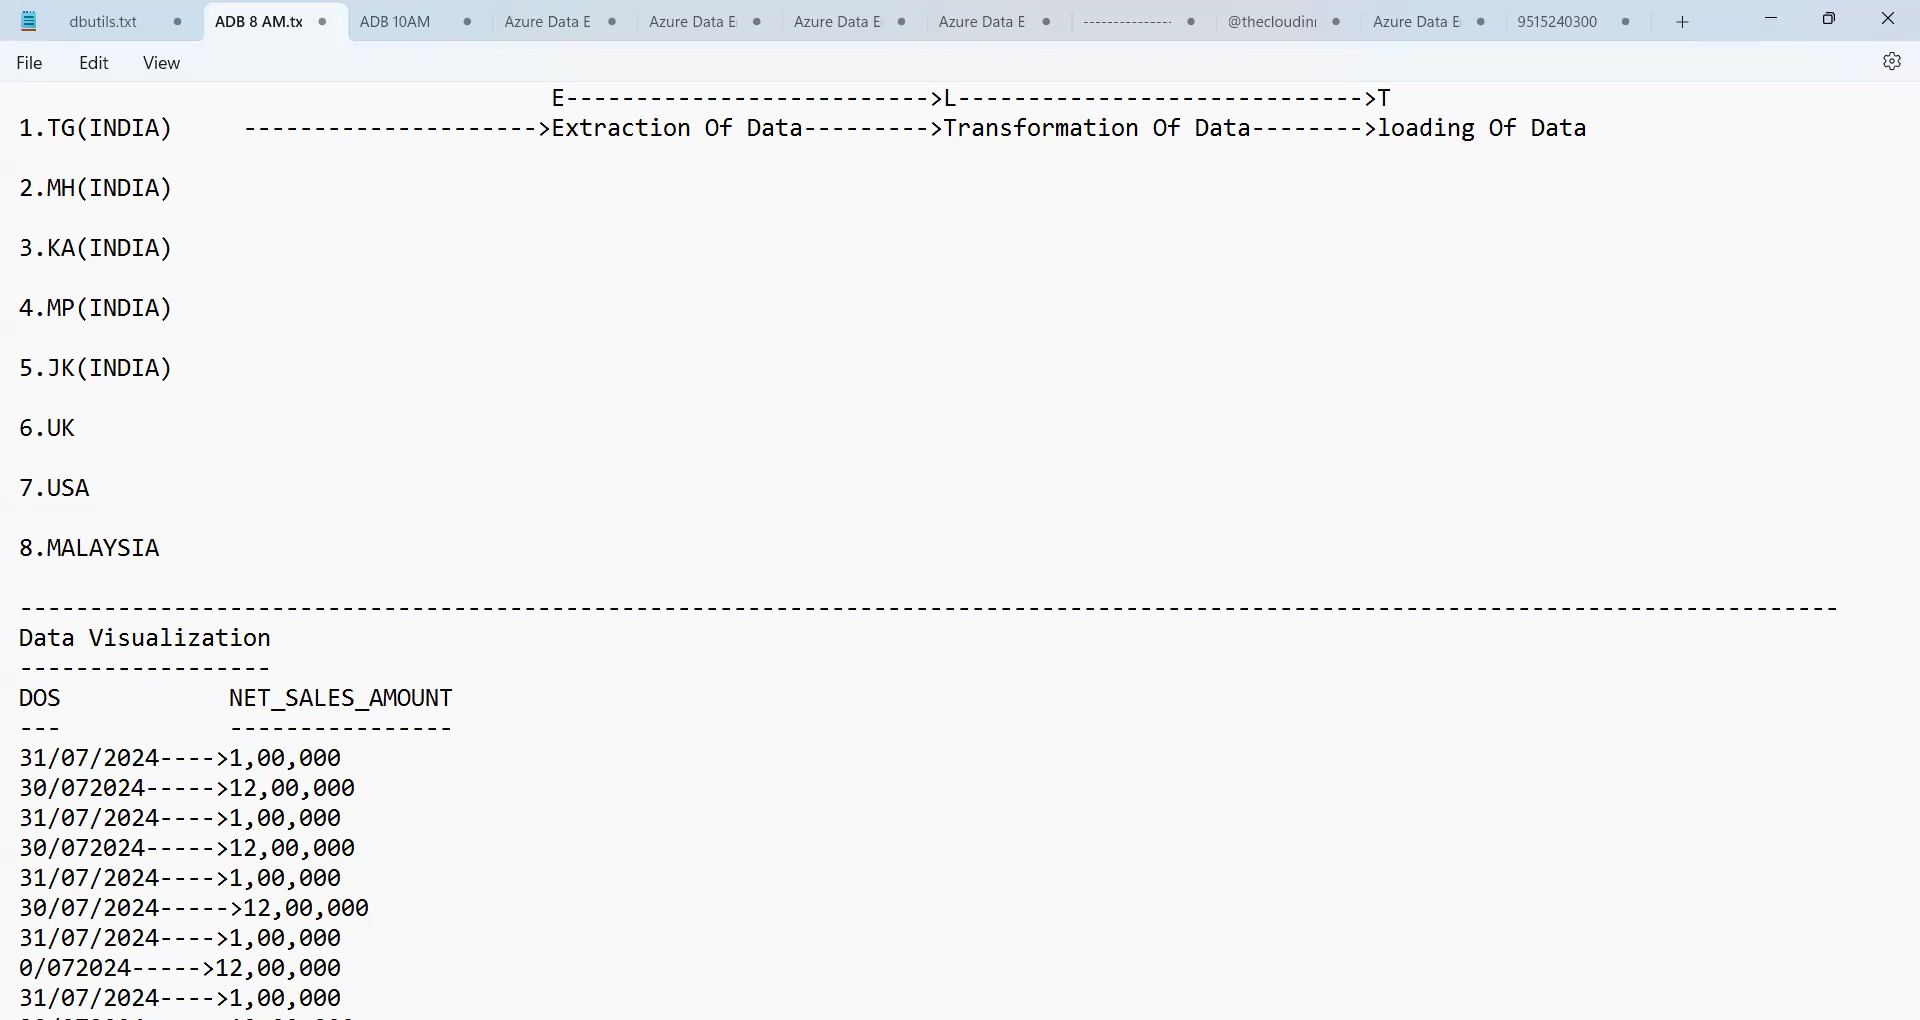 dbutils.txt ADB 8 AM.tx ADB 10AM Azure Data E Azure Data E Azure Data E Azure Data E --------------- @thecloudin Azure Data E 9515240300
File Edit View
E-------------------------->L----------------------------->T
1.TG(INDIA) --------------------->Extraction Of Data--------->Transformation Of Data-------->loading Of Data
2.MH(INDIA)
3.KA(INDIA)
4.MP(INDIA)
5.JK(INDIA)
6.UK
7.USA
8.MALAYSIA
----------------------------------------------------------------------------------------------------------------------------------
Data Visualization
------------------
DOS NET_SALES_AMOUNT
--- ----------------
31/07/2024---->1,00,000
30/072024----->12,00,000
31/07/2024---->1,00,000
30/072024----->12,00,000
31/07/2024---->1,00,000
30/07/2024----->12,00,000
31/07/2024---->1,00,000
0/072024----->12,00,000
31/07/2024---->1,00,000